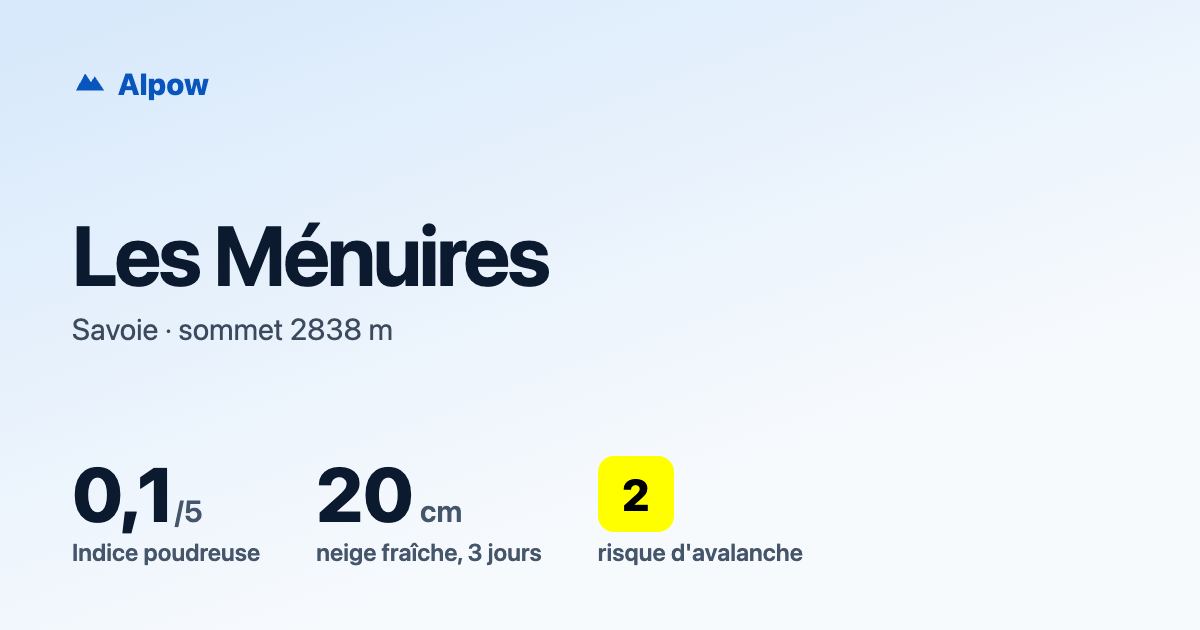 Alpow
Les Ménuires
Savoie · sommet 2838 m
0,1/5
Indice poudreuse
20 cm
neige fraîche, 3 jours
2
risque d'avalanche